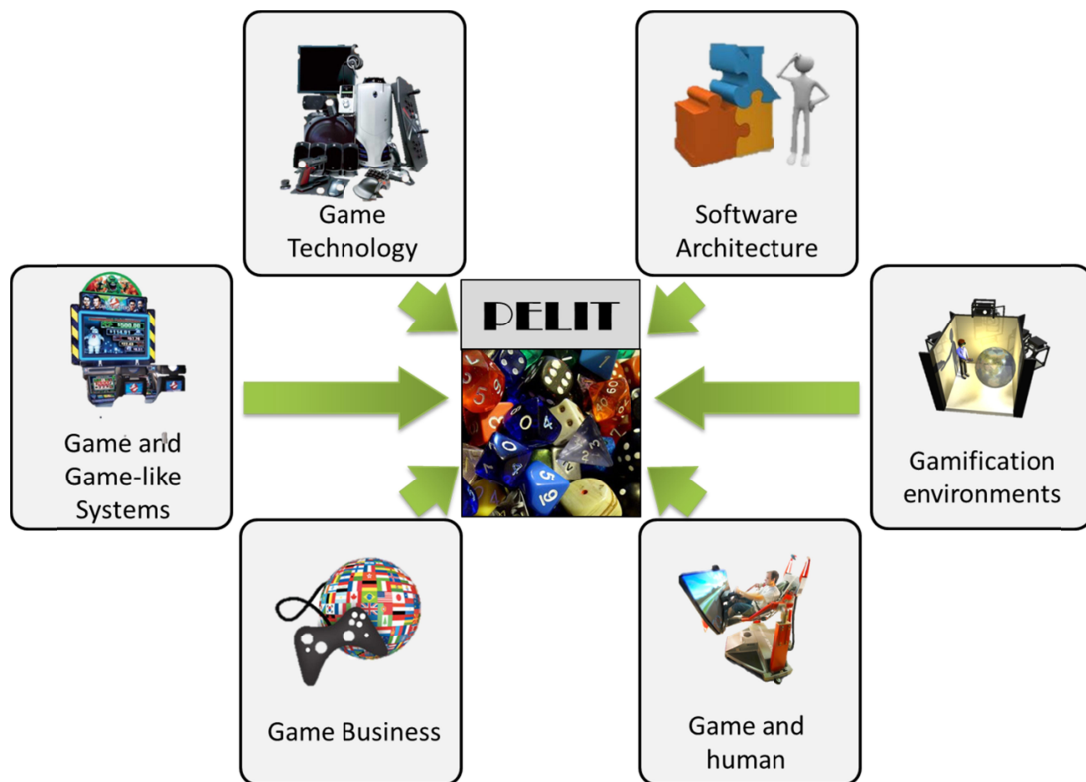 Game
Technology
Software
Architecture
PELIT
Game and
Game-like
Systems
Gamification
environments
Game Business
Game and
human